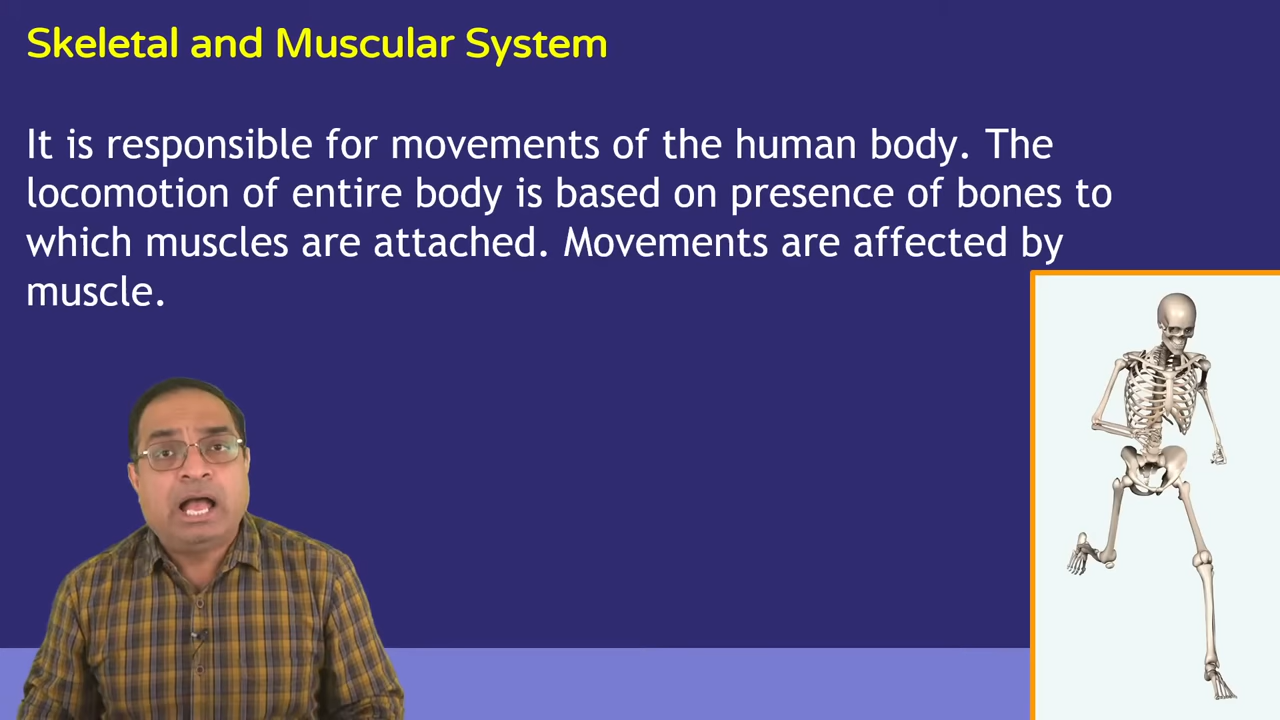 Skeletal and Muscular System
It is responsible for movements of the human body. The
locomotion of entire body is based on presence of bones to
which muscles are attached. Movements are affected by
muscle.